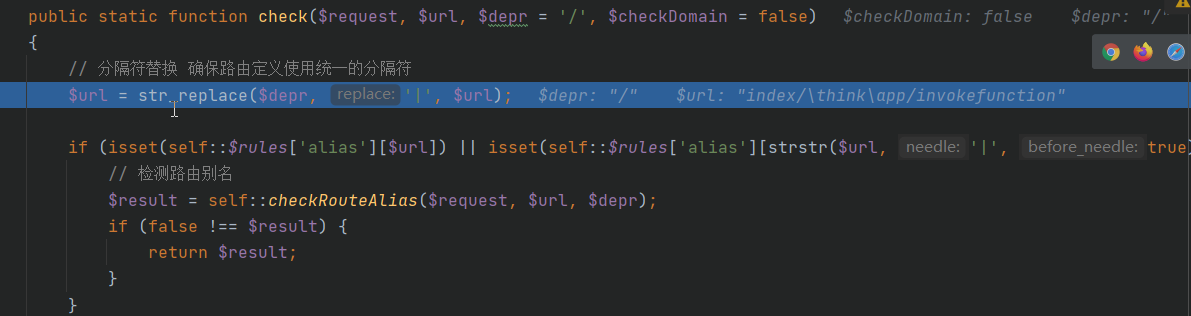 public static function check($request, $url, $depr = '/', $checkDomain = false)  $checkDomain: false    $depr: "/"
{
    // 分隔符替换 确保路由定义使用统一的分隔符
    $url = str_replace($depr, replace: '|', $url);   $depr: "/"    $url: "index/\think\app/invokefunction"
    if (isset(self::$rules['alias'][$url]) || isset(self::$rules['alias'][strstr($url, needle: '|', before_needle: true)
        // 检测路由别名
        $result = self::checkRouteAlias($request, $url, $depr);
        if (false !== $result) {
            return $result;
        }
    }